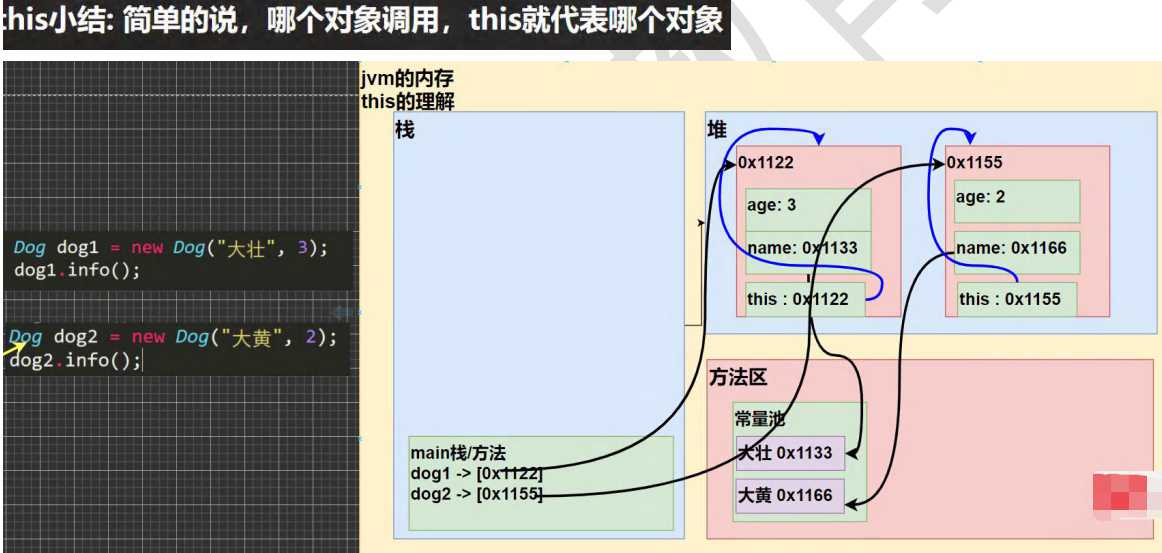 this小结: 简单的说，哪个对象调用，this就代表哪个对象
jvm的内存
this的理解
栈
堆
0x1122
0x1155
age: 3
age: 2
Dog dog1 = new Dog("大壮", 3);
dog1.info();
name: 0x1133
name: 0x1166
this : 0x1122
this : 0x1155
Dog dog2 = new Dog("大黄", 2);
dog2.info();
方法区
常量池
main栈/方法
dog1 -> [0x1122]
dog2 -> [0x1155]
大壮 0x1133
大黄 0x1166